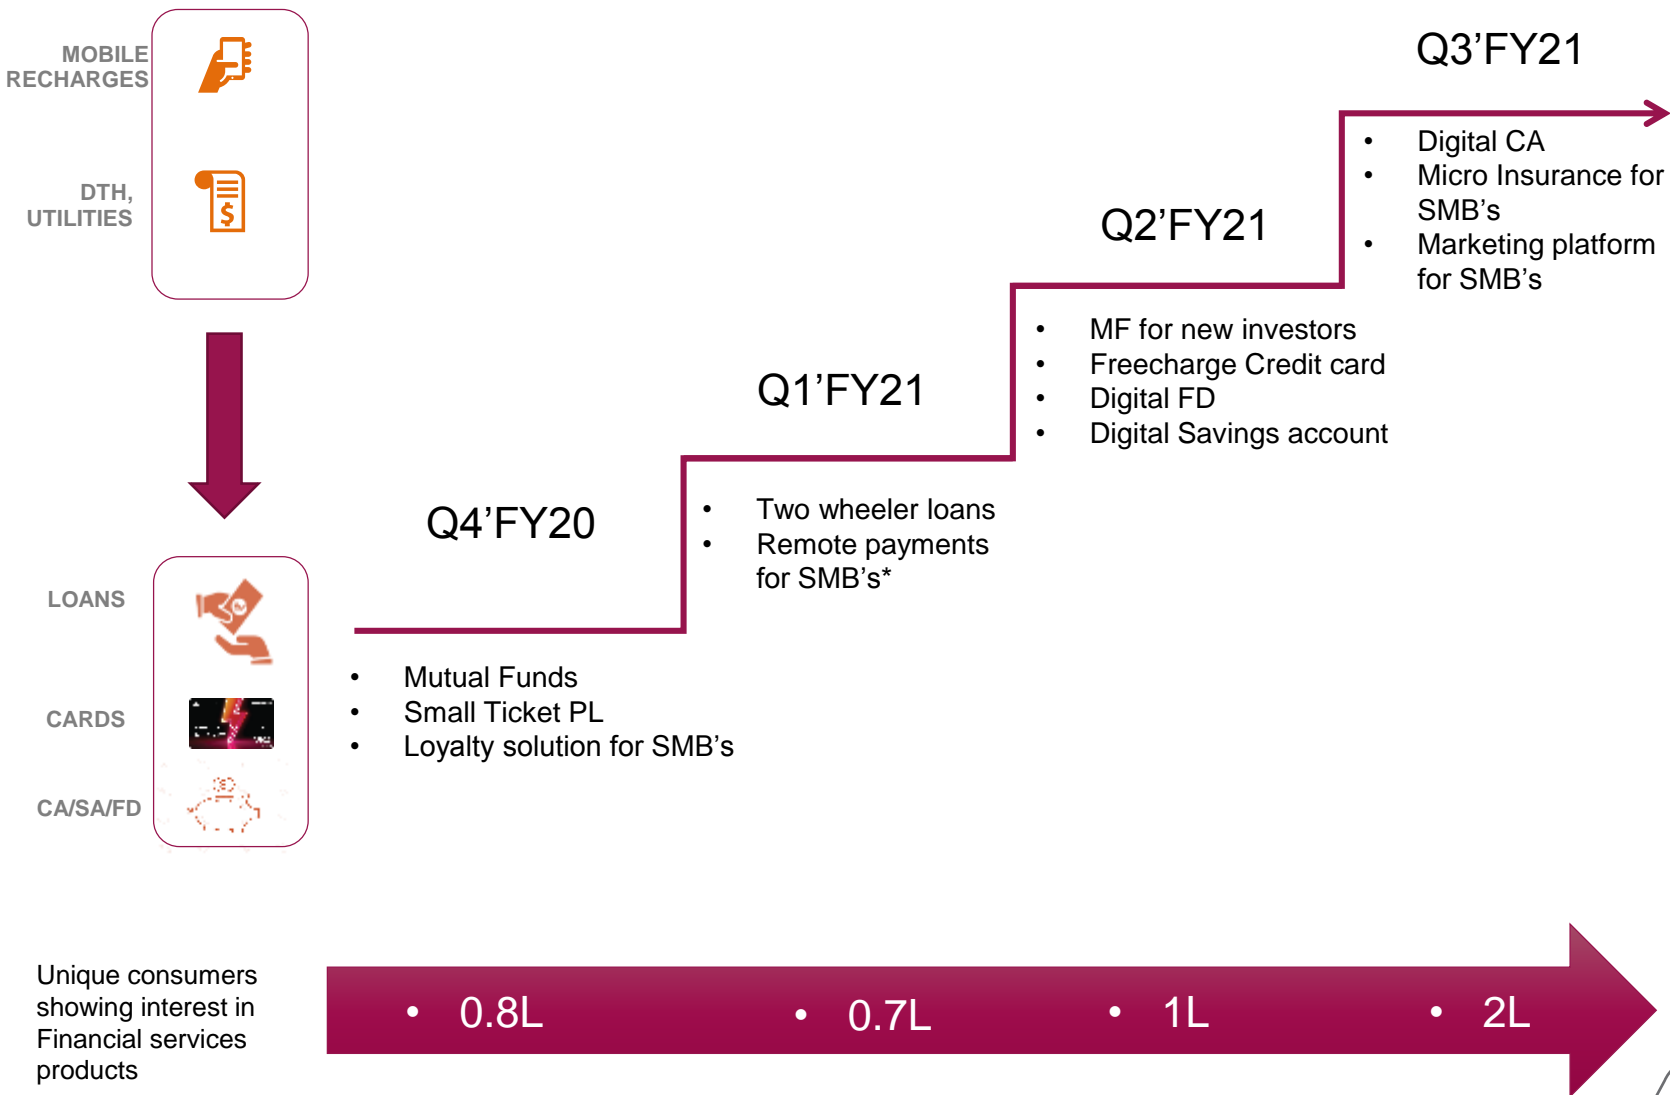 MOBILE
RECHARGES
DTH,
UTILITIES
$
LOANS
CARDS
CA/SA/FD
Q4’FY20
• Mutual Funds
• Small Ticket PL
• Loyalty solution for SMB’s
Q1’FY21
• Two wheeler loans
• Remote payments
for SMB’s*
Q2’FY21
• MF for new investors
• Freecharge Credit card
• Digital FD
• Digital Savings account
Q3’FY21
• Digital CA
• Micro Insurance for
SMB’s
• Marketing platform
for SMB’s
Unique consumers
showing interest in
Financial services
products
• 0.8L
• 0.7L
• 1L
• 2L